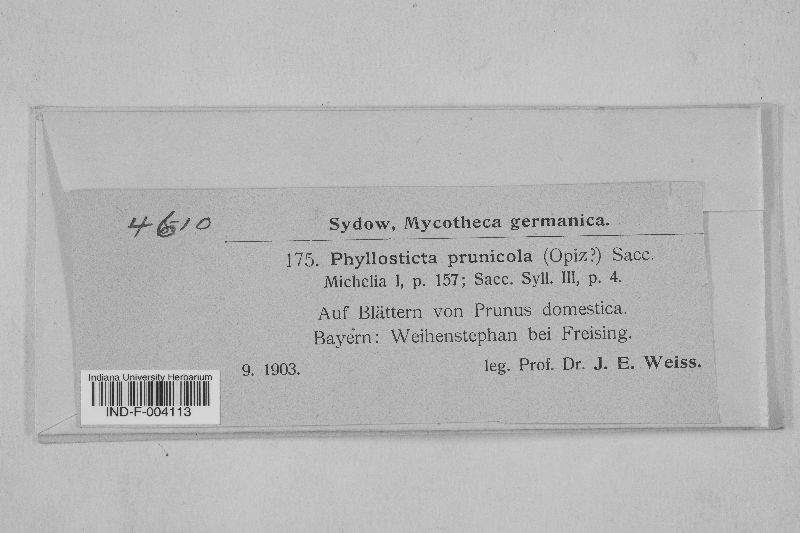 4610
Sydow, Mycotheca germanica.
175. Phyllosticta prunicola (Opiz?) Sacc.
Michelia I, p. 157; Sacc. Syll. III, p. 4.
Auf Blättern von Prunus domestica.
Bayern: Weihenstephan bei Freising.
9. 1903. leg. Prof. Dr. J. E. Weiss.
Indiana University Herbarium
IND-F-004113